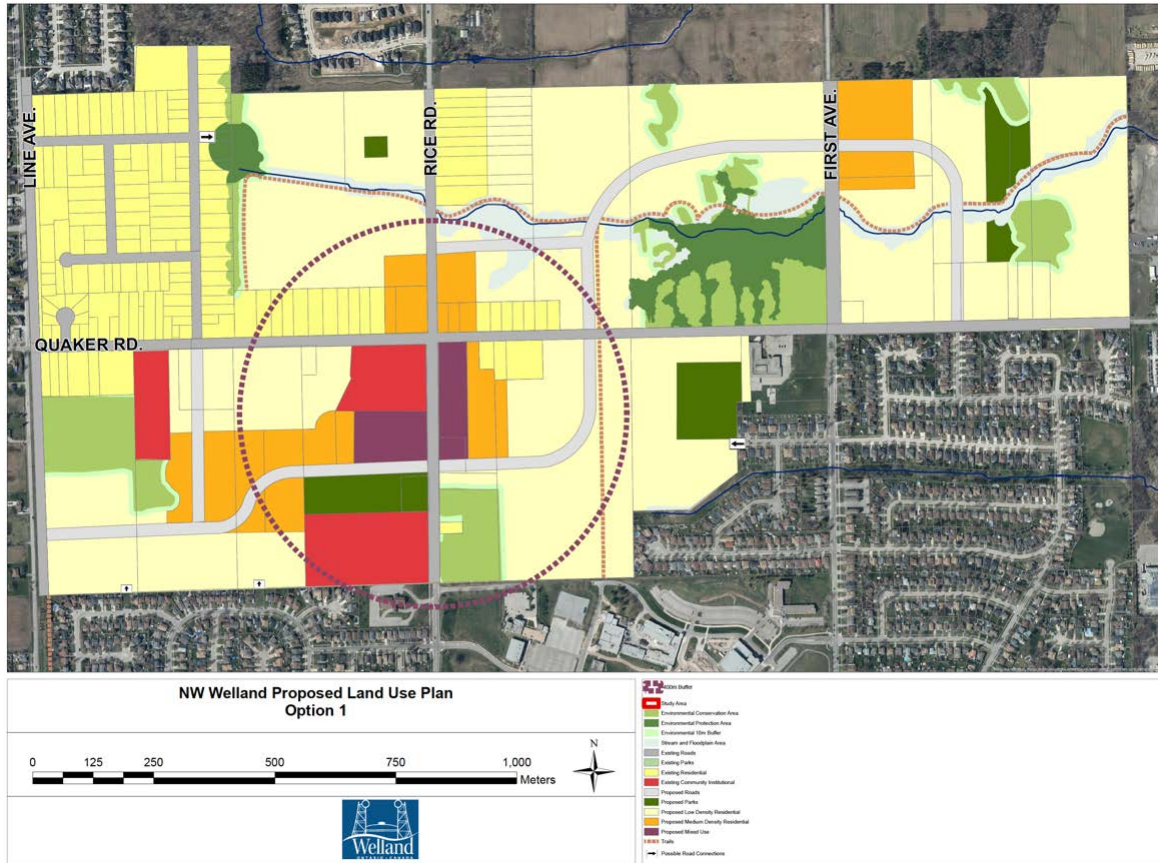 LINE AVE.
RICE RD.
FIRST AVE.
QUAKER RD.
NW Welland Proposed Land Use Plan
Option 1
0 125 250 500 750 1,000
Meters
N
Welland
ONTARIO • CANADA
400m Buffer
Study Area
Environmental Conservation Area
Environmental Protection Area
Environmental 10m Buffer
Stream and Floodplain Area
Existing Roads
Existing Parks
Existing Residential
Existing Community Institutional
Proposed Roads
Proposed Parks
Proposed Low Density Residential
Proposed Medium Density Residential
Proposed Mixed Use
Trails
Possible Road Connections